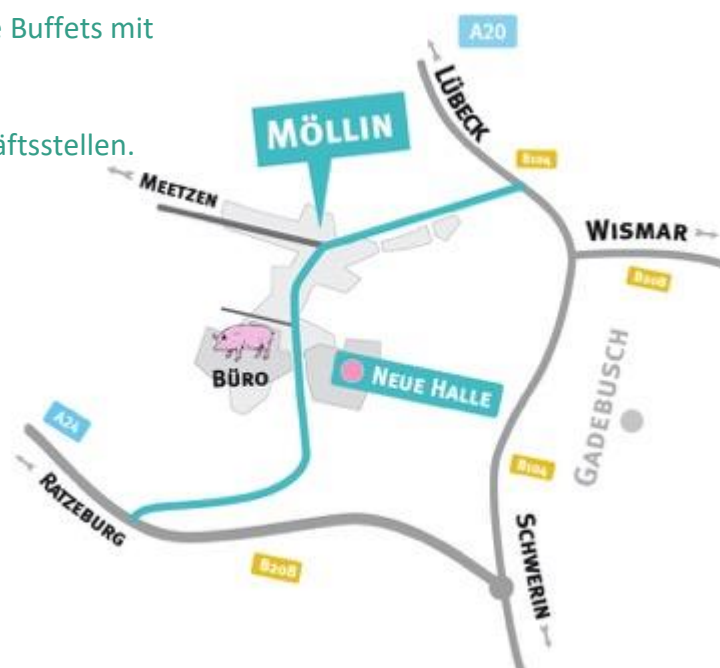 e Buffets mit
äftsstellen.
A20
LÜBECK
MÖLLIN
B104
MEETZEN
WISMAR
B208
BÜRO
NEUE HALLE
GADEBUSCH
A24
RATZEBURG
B104
B208
SCHWERIN